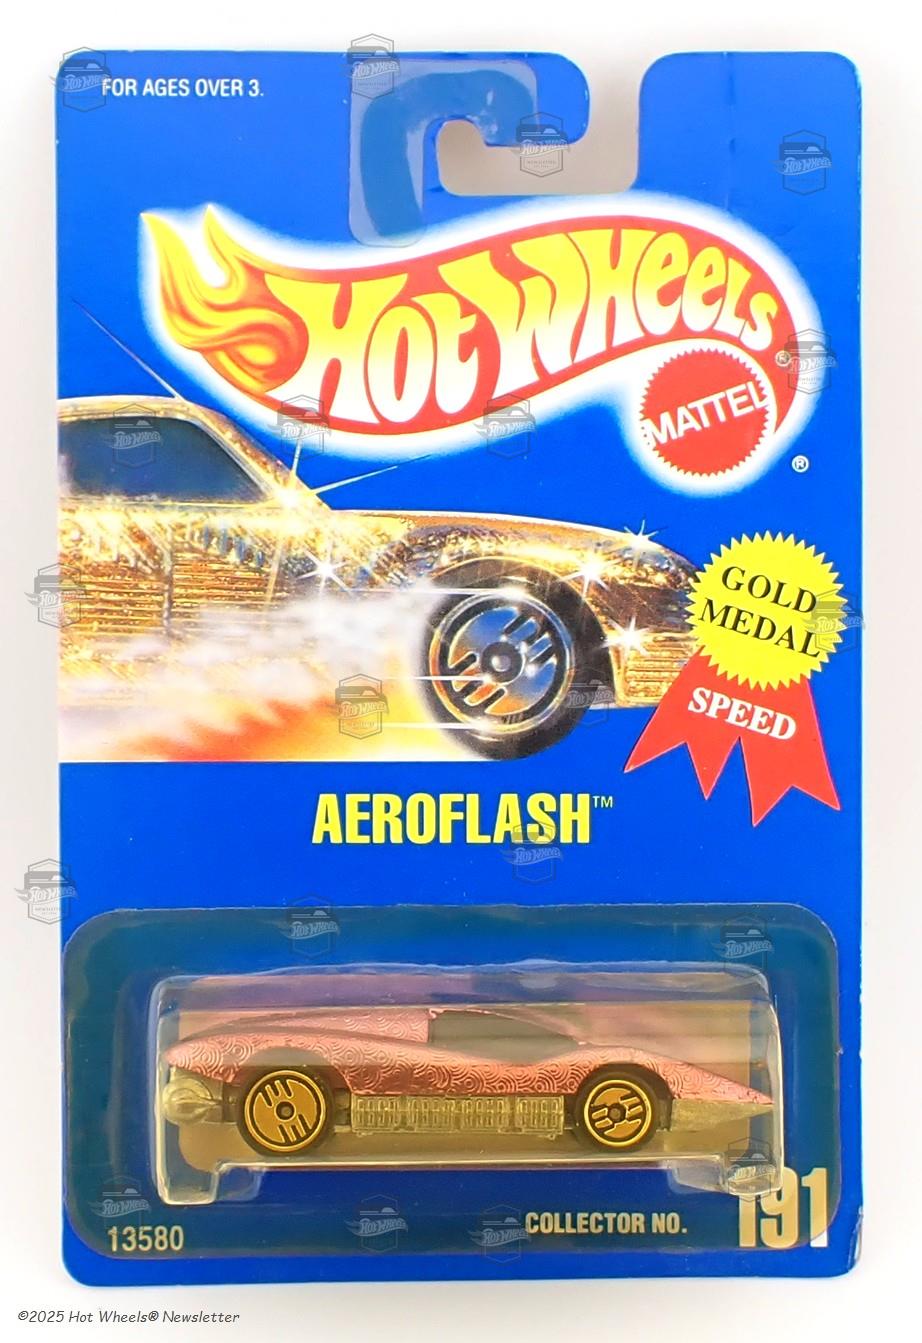 FOR AGES OVER 3.
HOT WHEELS
®
MATTEL
®
GOLD
MEDAL
SPEED
AEROFLASH™
13580
COLLECTOR NO.
191
©2025 Hot Wheels® Newsletter